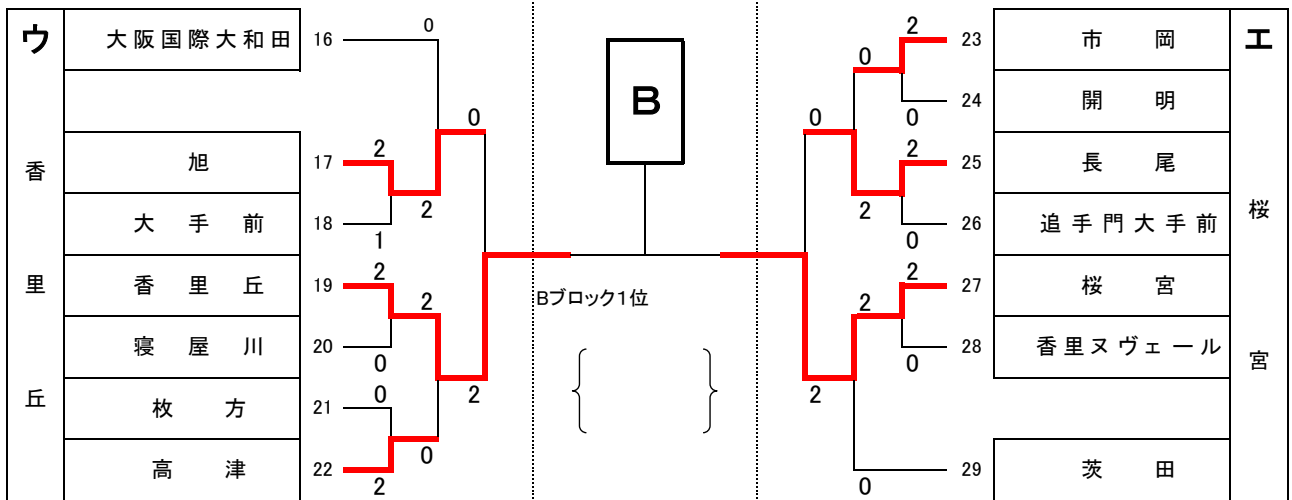 ウ
香
里
丘
大阪国際大和田 16
旭 17
大手前 18
香里丘 19
寝屋川 20
枚方 21
高津 22
0
2
1
2
0
0
2
0
2
2
0
2
B
Bブロック1位
0
2
0
2
2
0
2
0
2
0
2
0
2
0
23 市岡
24 開明
25 長尾
26 追手門大手前
27 桜宮
28 香里ヌヴェール
29 茨田
エ
桜
宮